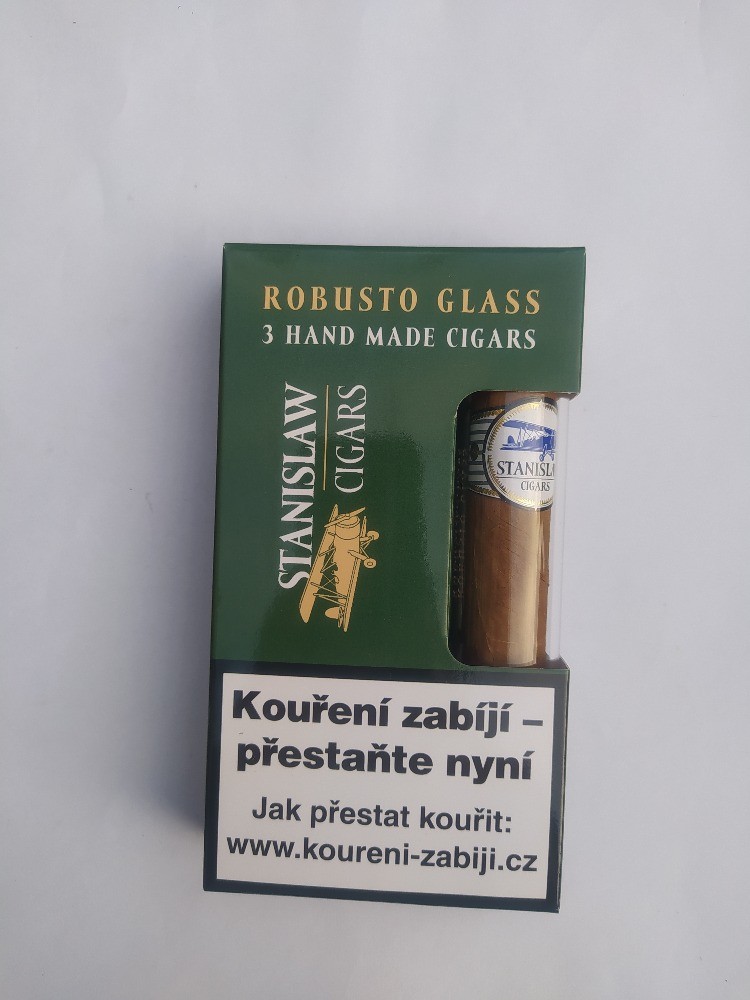 ROBUSTO GLASS
3 HAND MADE CIGARS
STANISLAW
CIGARS
STANISLA
CIGARS
Kouření zabíjí –
přestaňte nyní
Jak přestat kouřit:
www.koureni-zabiji.cz